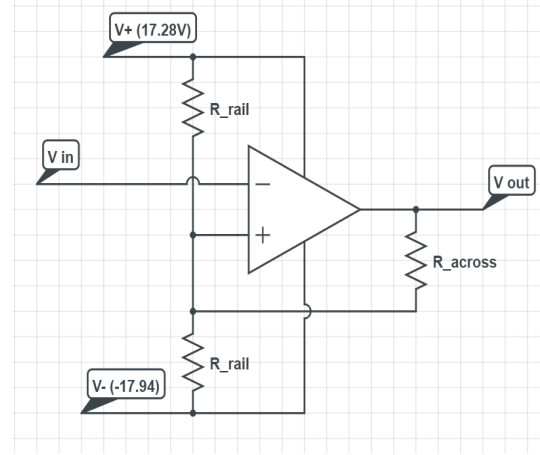 V+ (17.28V)
R_rail
V in
−
V out
+
R_across
R_rail
V- (-17.94)